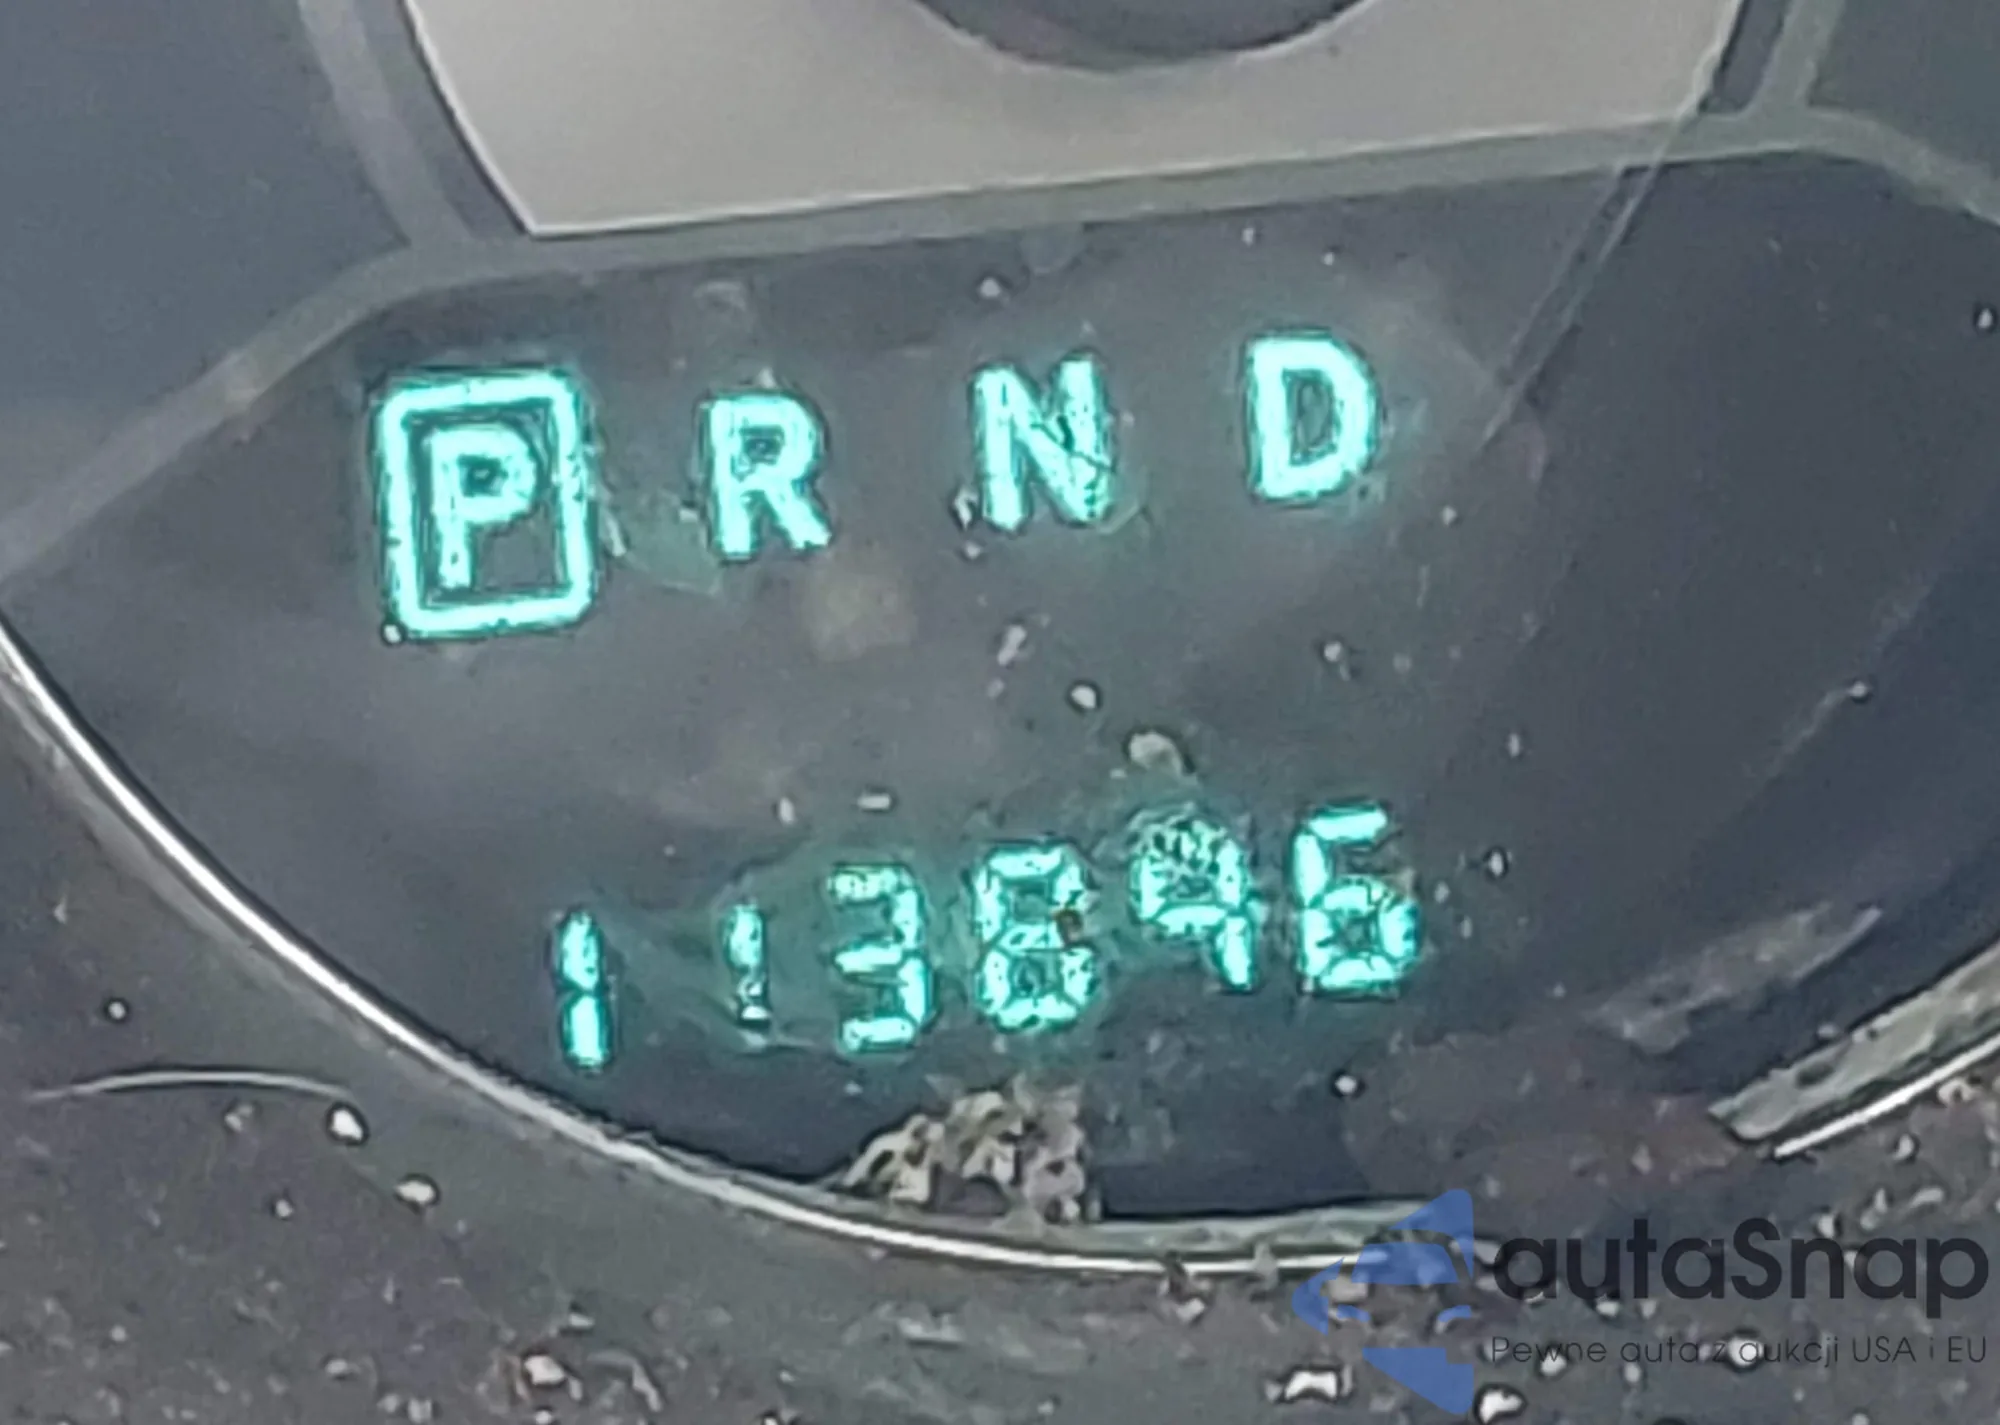 P R N D
113896
autaSnap
Pewne auta z aukcji USA i EU